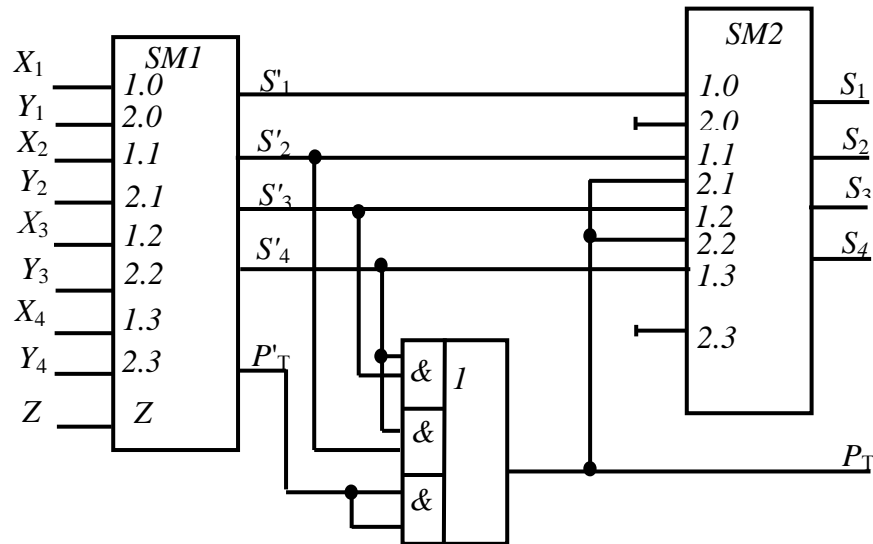 SM1
SM2
X1
Y1
X2
Y2
X3
Y3
X4
Y4
Z
1.0
2.0
1.1
2.1
1.2
2.2
1.3
2.3
Z
S'1
S'2
S'3
S'4
P'T
&
&
&
1
1.0
2.0
1.1
2.1
1.2
2.2
1.3
2.3
S1
S2
S3
S4
PT